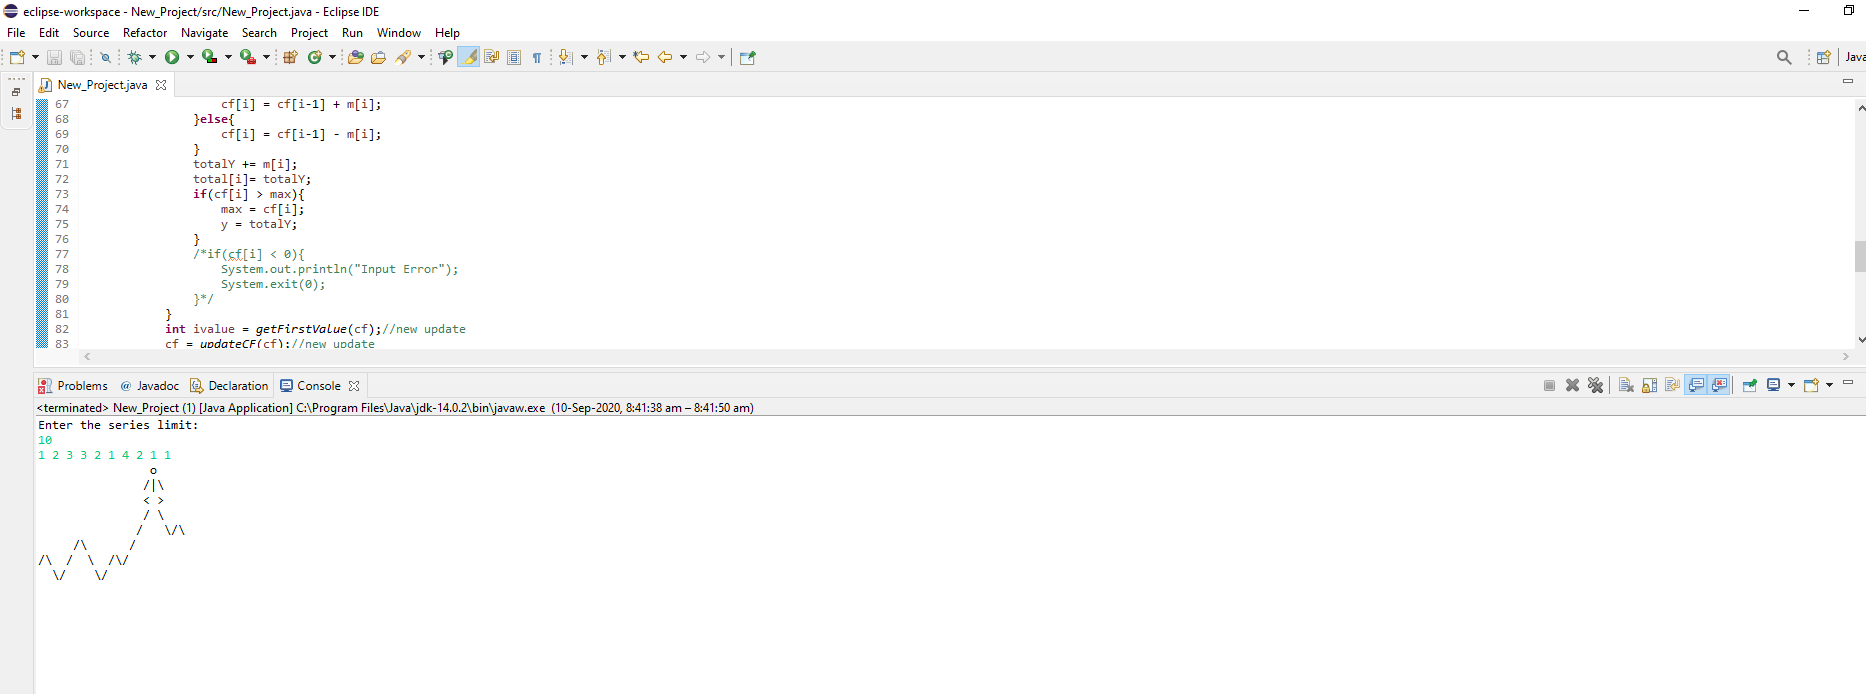 eclipse-workspace - New_Project/src/New_Project.java - Eclipse IDE
File Edit Source Refactor Navigate Search Project Run Window Help
Java
New_Project.java
67 cf[i] = cf[i-1] + m[i];
68 }else{
69 cf[i] = cf[i-1] - m[i];
70 }
71 totalY += m[i];
72 total[i]= totalY;
73 if(cf[i] > max){
74 max = cf[i];
75 y = totalY;
76 }
77 /*if(cf[i] < 0){
78 System.out.println("Input Error");
79 System.exit(0);
80 }*/
81 }
82 int ivalue = getFirstValue(cf);//new update
83 cf = updateCF(cf);//new update
Problems @ Javadoc Declaration Console
<terminated> New_Project (1) [Java Application] C:\Program Files\Java\jdk-14.0.2\bin\javaw.exe (10-Sep-2020, 8:41:38 am – 8:41:50 am)
Enter the series limit:
10
1 2 3 3 2 1 4 2 1 1
                o
               /|\
               < >
               / \
              /   \/\
     /\      /
/\  /  \  /\/
  \/    \/